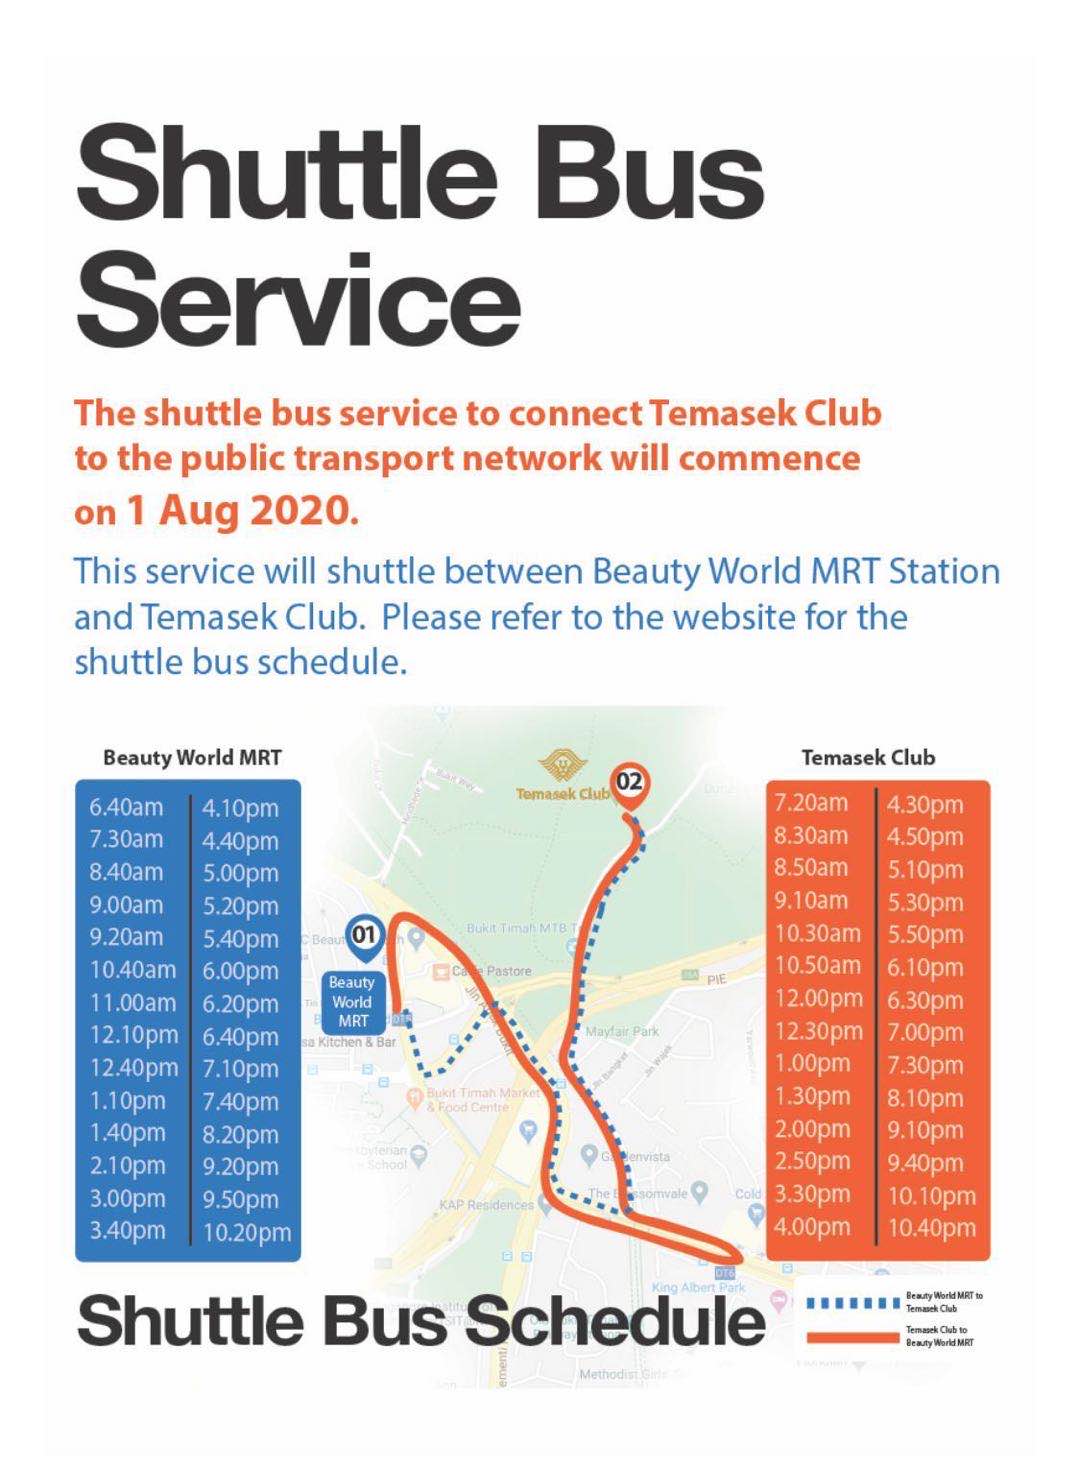 Shuttle Bus
Service
The shuttle bus service to connect Temasek Club
to the public transport network will commence
on 1 Aug 2020.
This service will shuttle between Beauty World MRT Station
and Temasek Club. Please refer to the website for the
shuttle bus schedule.
Beauty World MRT
6.40am 4.10pm
7.30am 4.40pm
8.40am 5.00pm
9.00am 5.20pm
9.20am 5.40pm
10.40am 6.00pm
11.00am 6.20pm
12.10pm 6.40pm
12.40pm 7.10pm
1.10pm 7.40pm
1.40pm 8.20pm
2.10pm 9.20pm
3.00pm 9.50pm
3.40pm 10.20pm
Temasek Club
02
Bukit Timah MTB
01
Beauty
World
MRT
Pastore
PIE
Mayfair Park
Kitchen & Bar
Jln Wajek
Bukit Timah Market
& Food Centre
School
The
KAP Residences
Cold
DT6
King Albert Park
Methodist Girls
Temasek Club
7.20am 4.30pm
8.30am 4.50pm
8.50am 5.10pm
9.10am 5.30pm
10.30am 5.50pm
10.50am 6.10pm
12.00pm 6.30pm
12.30pm 7.00pm
1.00pm 7.30pm
1.30pm 8.10pm
2.00pm 9.10pm
2.50pm 9.40pm
3.30pm 10.10pm
4.00pm 10.40pm
Shuttle Bus Schedule
Beauty World MRT to
Temasek Club
Temasek Club to
Beauty World MRT